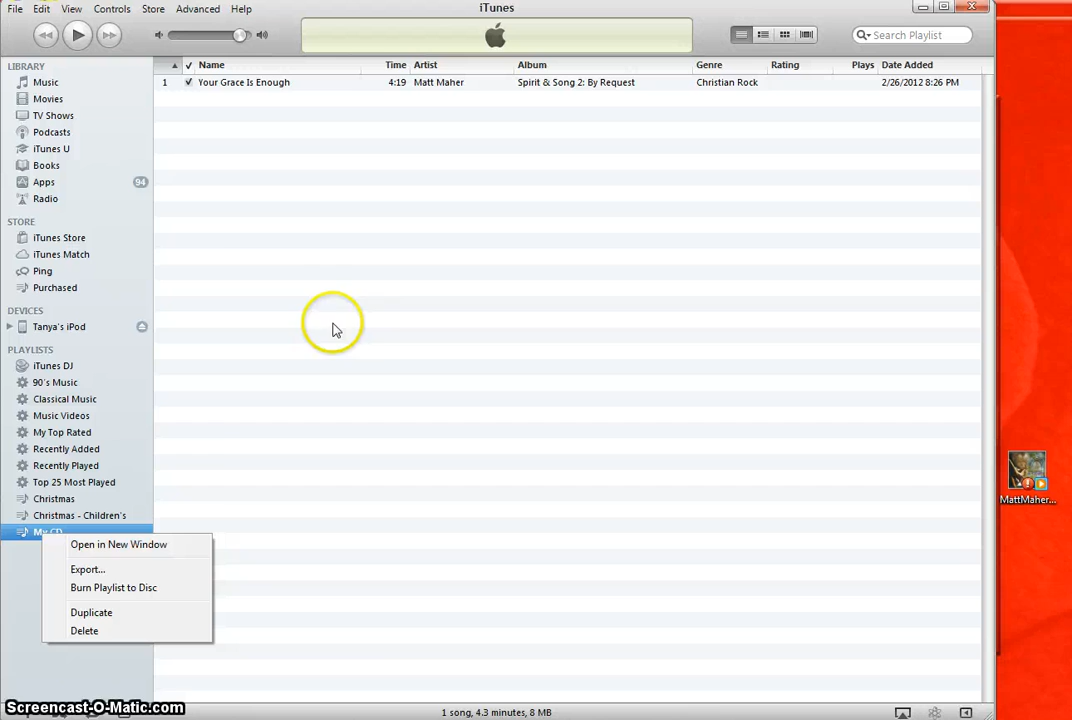 iTunes
File Edit View Controls Store Advanced Help
Search Playlist
LIBRARY
Music
Movies
TV Shows
Podcasts
iTunes U
Books
Apps 94
Radio
STORE
iTunes Store
iTunes Match
Ping
Purchased
DEVICES
Tanya's iPod
PLAYLISTS
iTunes DJ
90's Music
Classical Music
Music Videos
My Top Rated
Recently Added
Recently Played
Top 25 Most Played
Christmas
Christmas - Children's
My CD
Name Time Artist Album Genre Rating Plays Date Added
1 Your Grace Is Enough 4:19 Matt Maher Spirit & Song 2: By Request Christian Rock 2/26/2012 8:26 PM
Open in New Window
Export...
Burn Playlist to Disc
Duplicate
Delete
MattMaher...
1 song, 4.3 minutes, 8 MB
Screencast-O-Matic.com